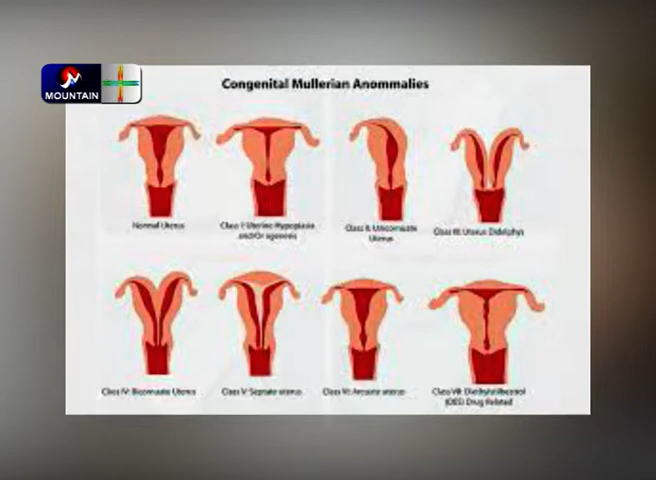 MOUNTAIN
Congenital Mullerian Anommalies
Normal Uterus
Class I: Uterine Hypoplasia
and/Or agenesis
Class II: Unicornuate
Uterus
Class III: Uterus Didelphys
Class IV: Bicornuate Uterus
Class V: Septate uterus
Class VI: Arcuate uterus
Class VII: Diethylstilbestrol
(DES) Drug Related